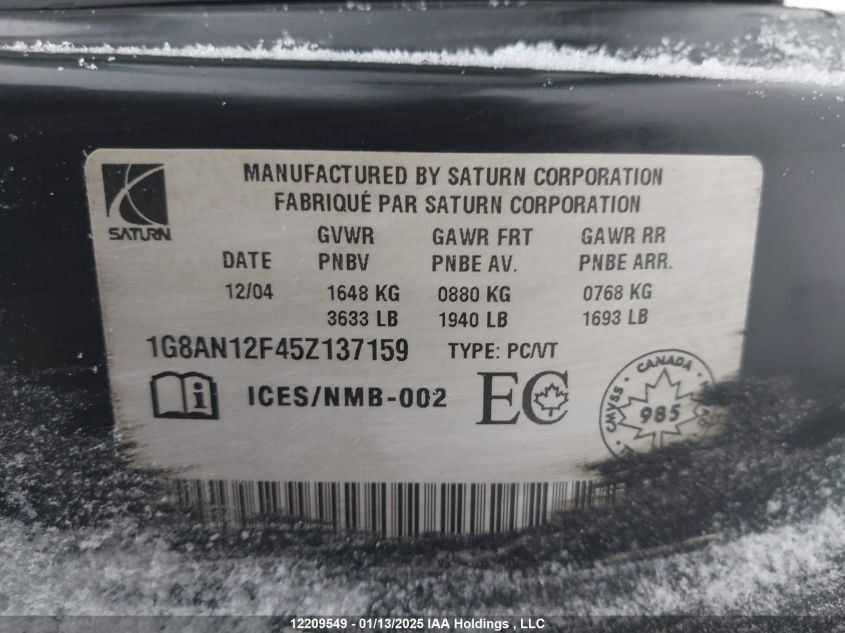 MANUFACTURED BY SATURN CORPORATION
FABRIQUÉ PAR SATURN CORPORATION
SATURN
GVWR GAWR FRT GAWR RR
DATE PNBV PNBE AV. PNBE ARR.
12/04 1648 KG 0880 KG 0768 KG
3633 LB 1940 LB 1693 LB
1G8AN12F45Z137159 TYPE: PC/VT
i ICES/NMB-002 EC
CMVSS • CANADA •
985
12209549 - 01/13/2025 IAA Holdings , LLC